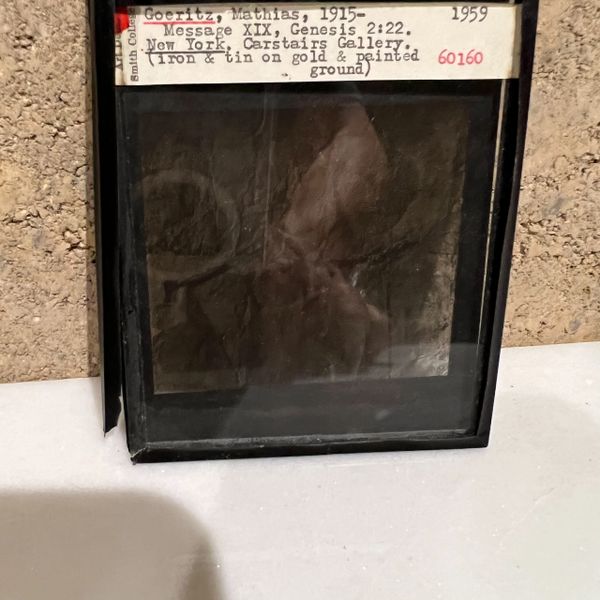 Goeritz, Mathias, 1915- 1959
Message XIX, Genesis 2:22.
New York, Carstairs Gallery.
(iron & tin on gold & painted 60160
ground)
Smith